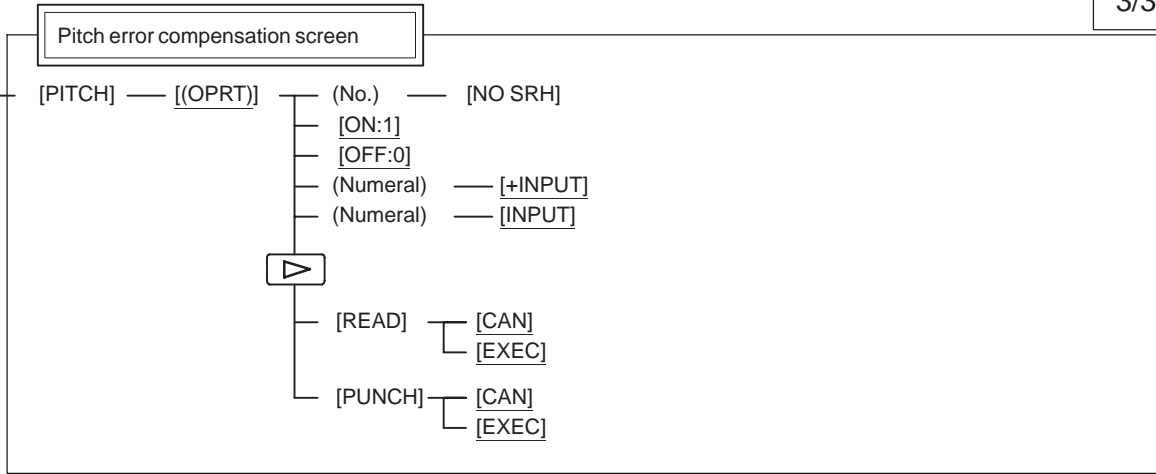 3/3
Pitch error compensation screen
[PITCH] [(OPRT)] (No.) [NO SRH]
[ON:1]
[OFF:0]
(Numeral) [+INPUT]
(Numeral) [INPUT]
[READ] [CAN]
[EXEC]
[PUNCH] [CAN]
[EXEC]